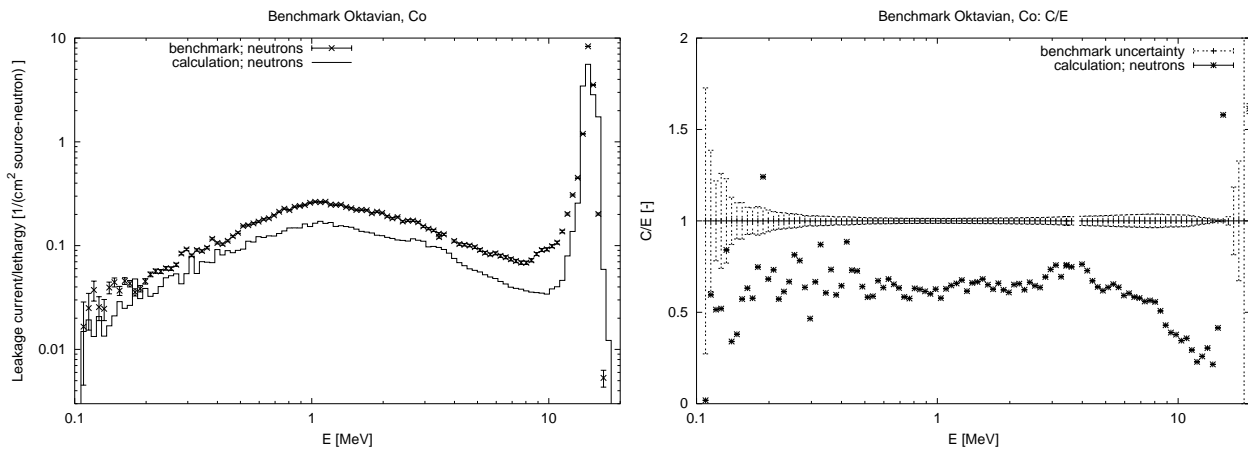 Benchmark Oktavian, Co
Leakage current/unit lethargy [1/(cm² source-neutron) ]
10
1
0.1
0.01
benchmark; neutrons
calculation; neutrons
0.1
1
10
E [MeV]
Benchmark Oktavian, Co: C/E
C/E [-]
2
1.5
1
0.5
0
benchmark uncertainty
calculation; neutrons
0.1
1
10
E [MeV]